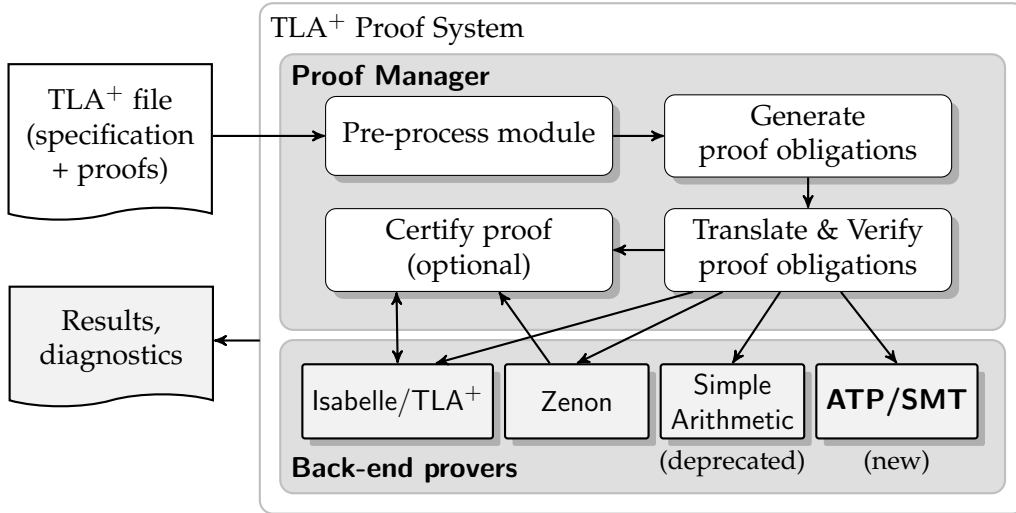 TLA+ Proof System
Proof Manager
TLA+ file
(specification
+ proofs)
Pre-process module
Generate
proof obligations
Certify proof
(optional)
Translate & Verify
proof obligations
Results,
diagnostics
Isabelle/TLA+
Zenon
Simple
Arithmetic
ATP/SMT
(deprecated)
(new)
Back-end provers